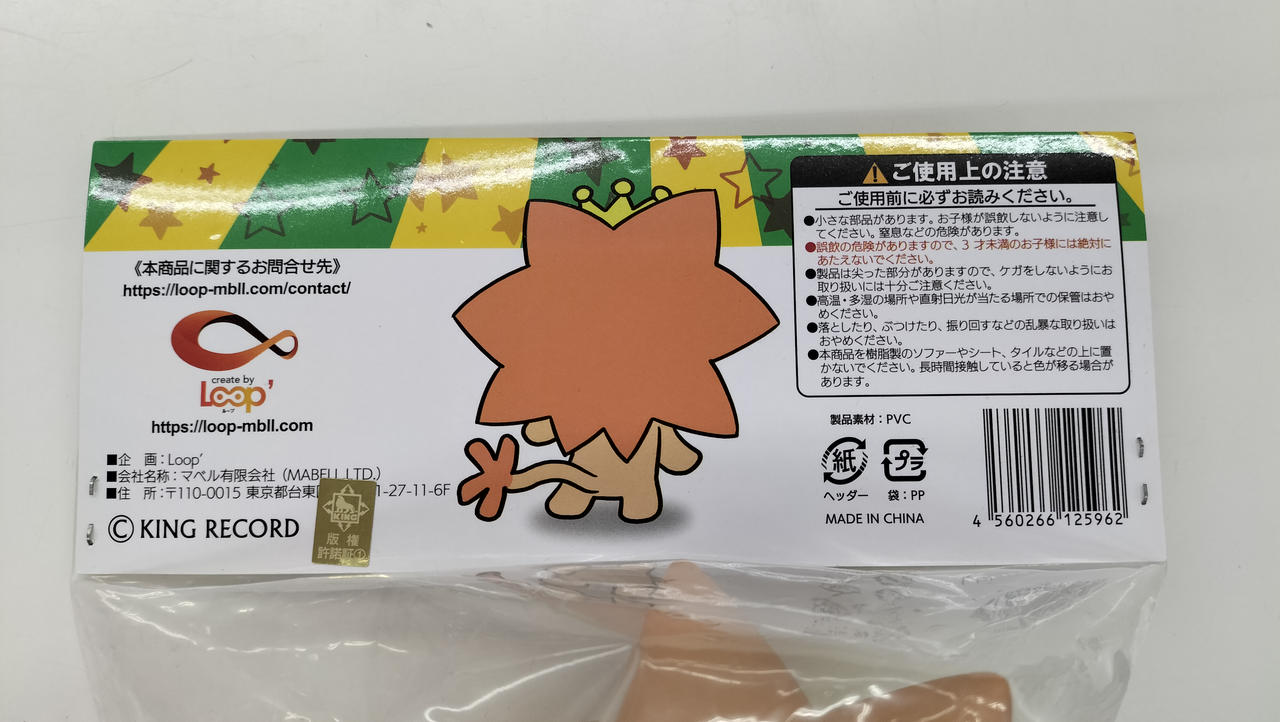 《本商品に関するお問合せ先》
https://loop-mbll.com/contact/
create by
Loop’
ループ
https://loop-mbll.com
■企　画：Loop’
■会社名称：マベル有限会社（MABELL LTD.）
■住　所：〒110-0015 東京都台東 1-27-11-6F
© KING RECORD
KING
版権
許諾証①
⚠ご使用上の注意
ご使用前に必ずお読みください。
●小さな部品があります。お子様が誤飲しないように注意し
てください。窒息などの危険があります。
●誤飲の危険がありますので、3 才未満のお子様には絶対に
あたえないでください。
●製品は尖った部分がありますので、ケガをしないようにお
取り扱いには十分ご注意ください。
●高温・多湿の場所や直射日光が当たる場所での保管はおや
めください。
●落としたり、ぶつけたり、振り回すなどの乱暴な取り扱いは
おやめください。
●本商品を樹脂製のソファーやシート、タイルなどの上に置
かないでください。長時間接触していると色が移る場合が
あります。
製品素材：PVC
紙 プラ
ヘッダー 袋：PP
MADE IN CHINA
4 560266 125962